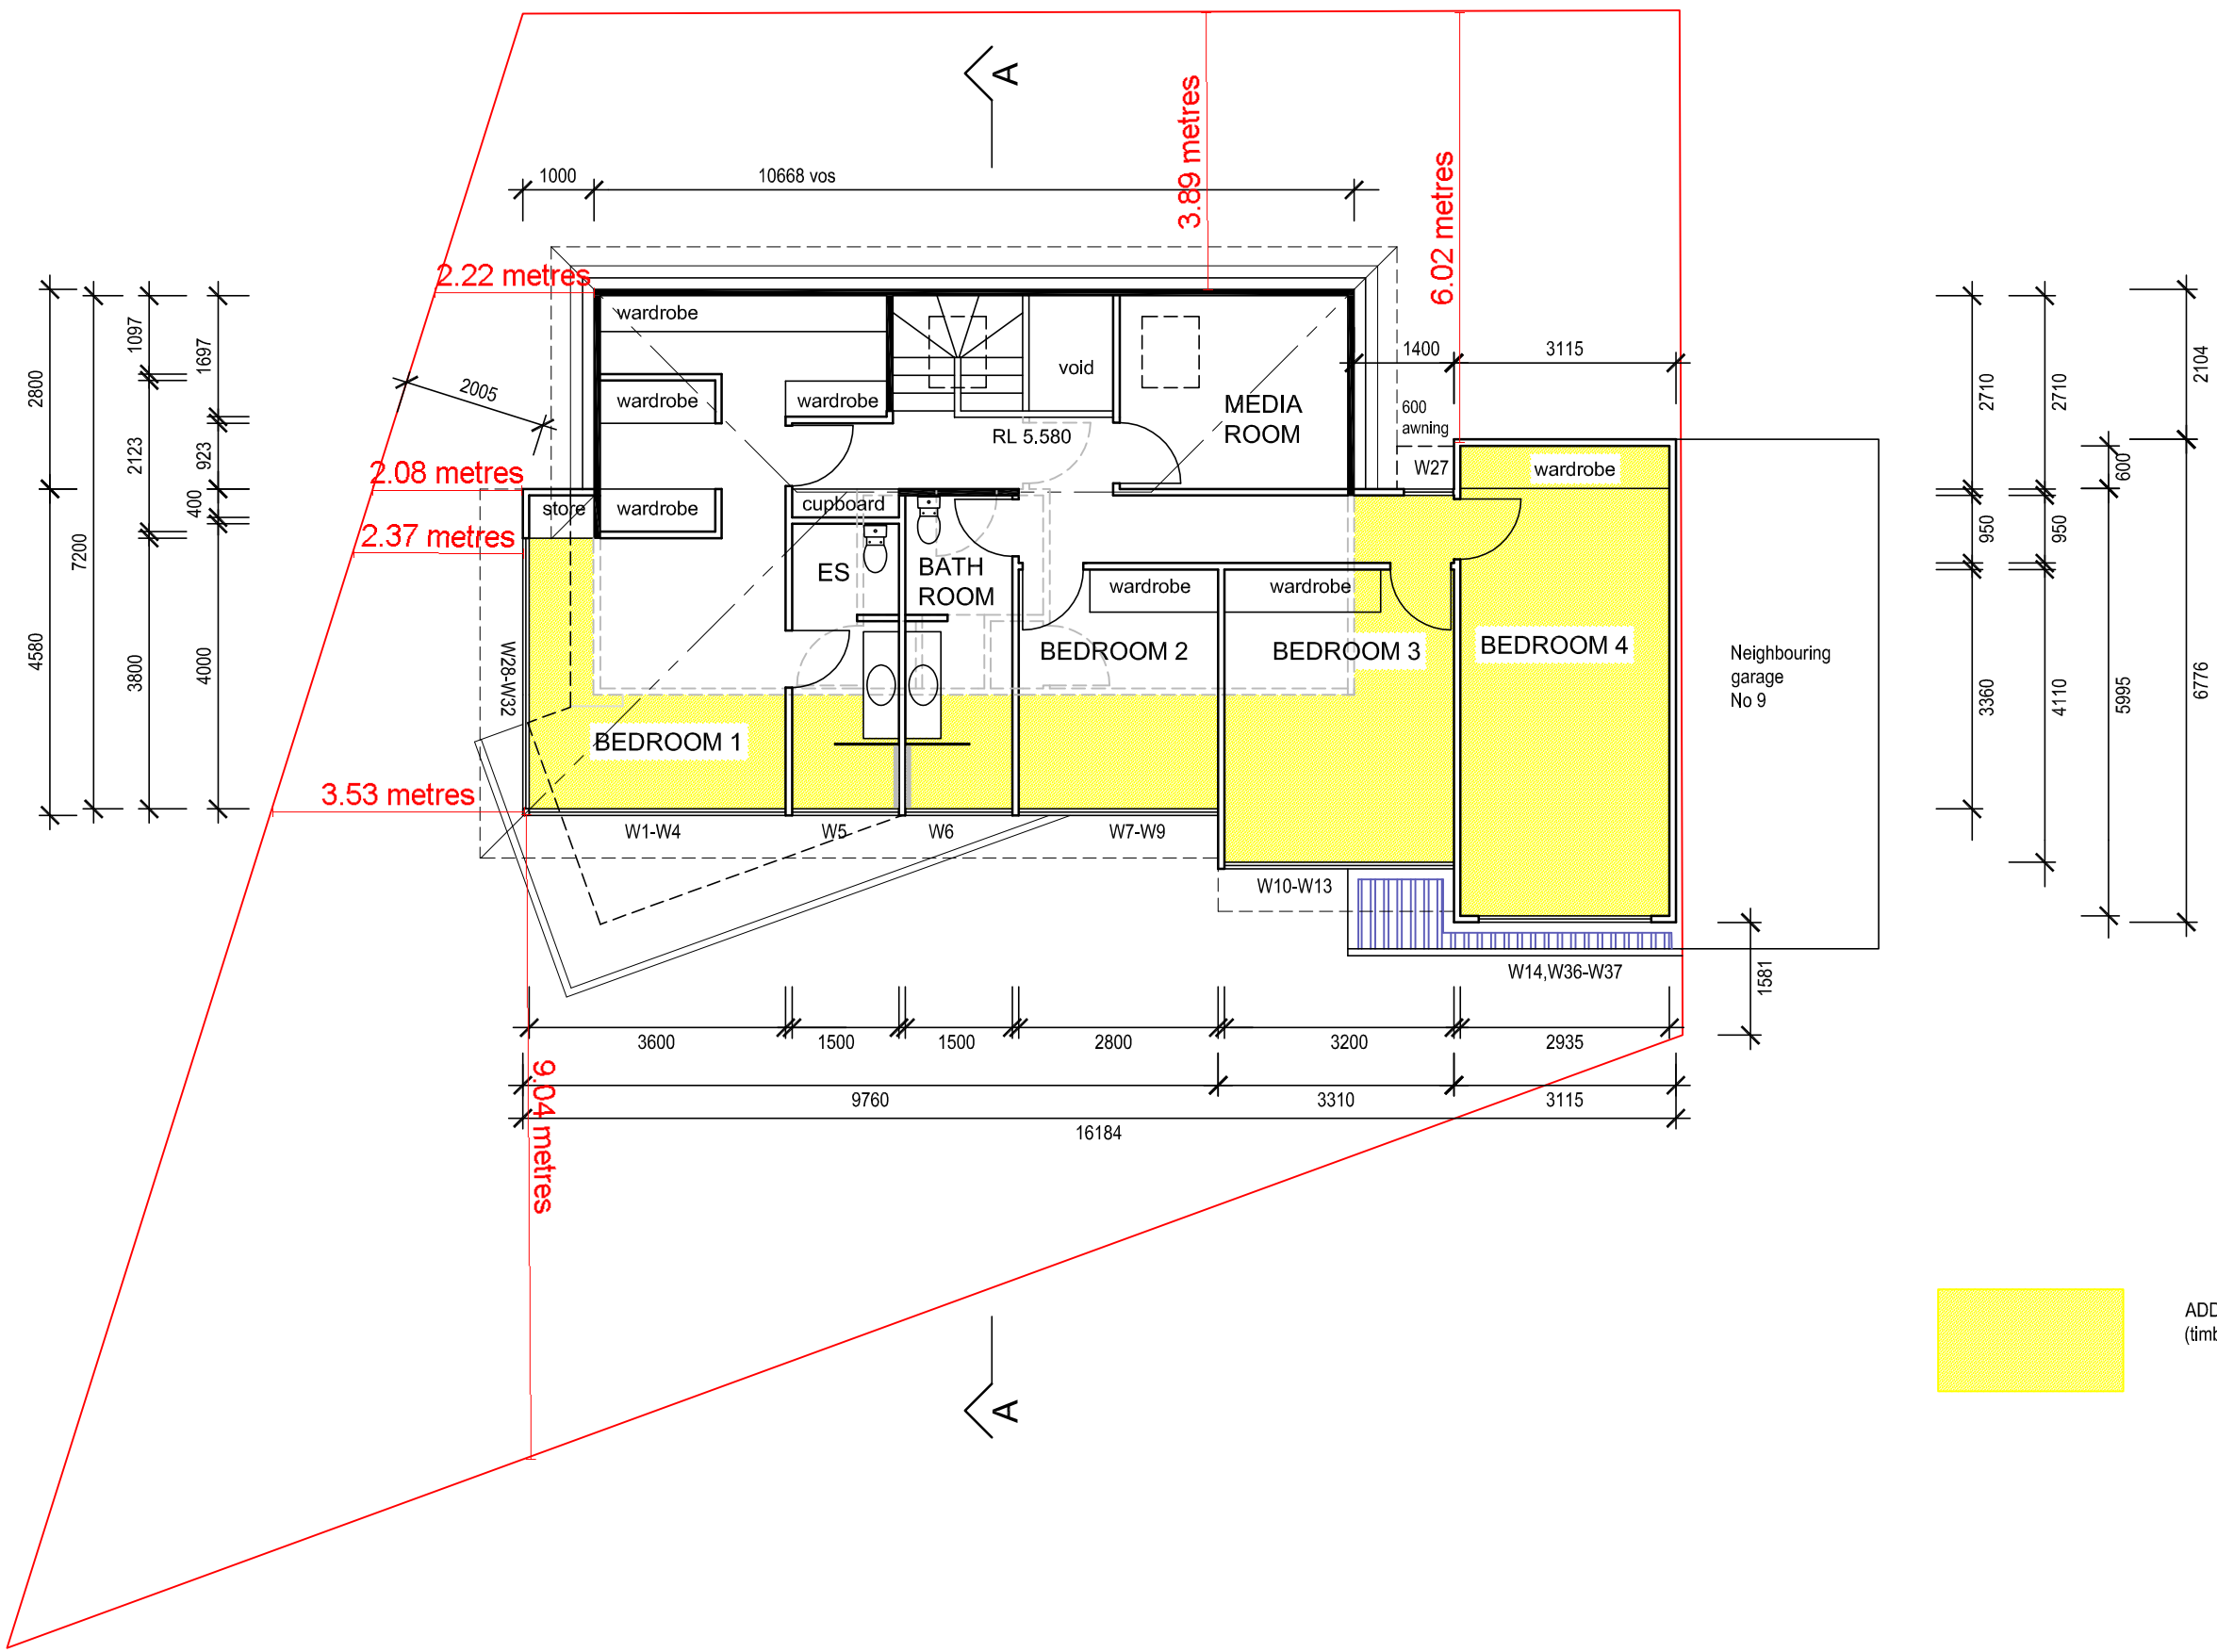 A
3.89 metres
6.02 metres
1000
10668 vos
2.22 metres
wardrobe
void
1400
3115
2800
7200
1097
1697
2710
2710
2104
2005
wardrobe
wardrobe
MEDIA
ROOM
600
awning
RL 5.580
2123
923
400
2.08 metres
W27
wardrobe
600
store
wardrobe
cupboard
2.37 metres
950
950
ES
BATH
ROOM
wardrobe
wardrobe
4580
3800
4000
W28-W32
BEDROOM 2
BEDROOM 3
BEDROOM 4
Neighbouring
garage
No 9
3360
4110
5995
6776
BEDROOM 1
3.53 metres
W1-W4
W5
W6
W7-W9
W10-W13
W14,W36-W37
1581
3600
1500
1500
2800
3200
2935
9.04 metres
9760
3310
3115
16184
A